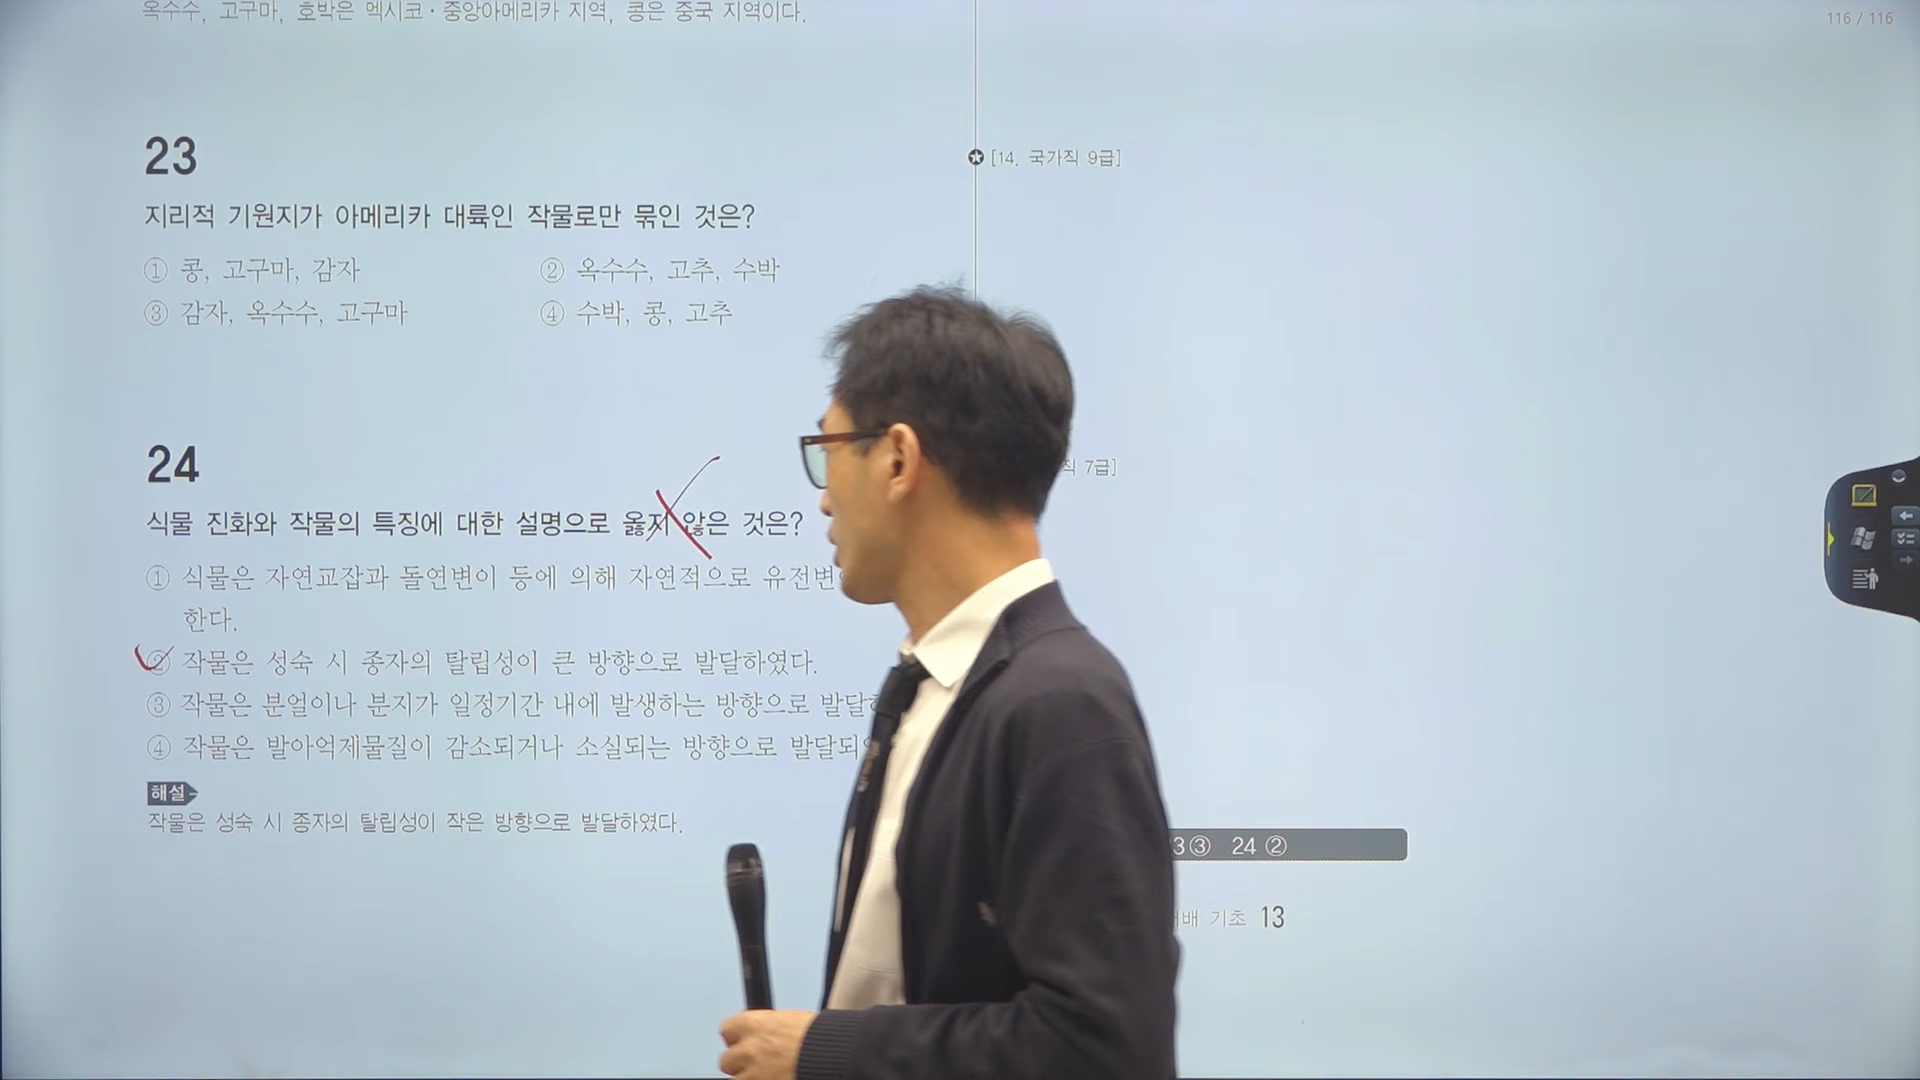 옥수수, 고구마, 호박은 멕시코·중앙아메리카 지역, 콩은 중국 지역이다.
116 / 116
23
[14. 국가직 9급]
지리적 기원지가 아메리카 대륙인 작물로만 묶인 것은?
① 콩, 고구마, 감자
② 옥수수, 고추, 수박
③ 감자, 옥수수, 고구마
④ 수박, 콩, 고추
24
직 7급]
식물 진화와 작물의 특징에 대한 설명으로 옳지 않은 것은?
① 식물은 자연교잡과 돌연변이 등에 의해 자연적으로 유전변
한다.
② 작물은 성숙 시 종자의 탈립성이 큰 방향으로 발달하였다.
③ 작물은 분얼이나 분지가 일정기간 내에 발생하는 방향으로 발달
④ 작물은 발아억제물질이 감소되거나 소실되는 방향으로 발달되
해설
작물은 성숙 시 종자의 탈립성이 작은 방향으로 발달하였다.
3 ③ 24 ②
배 기초 13